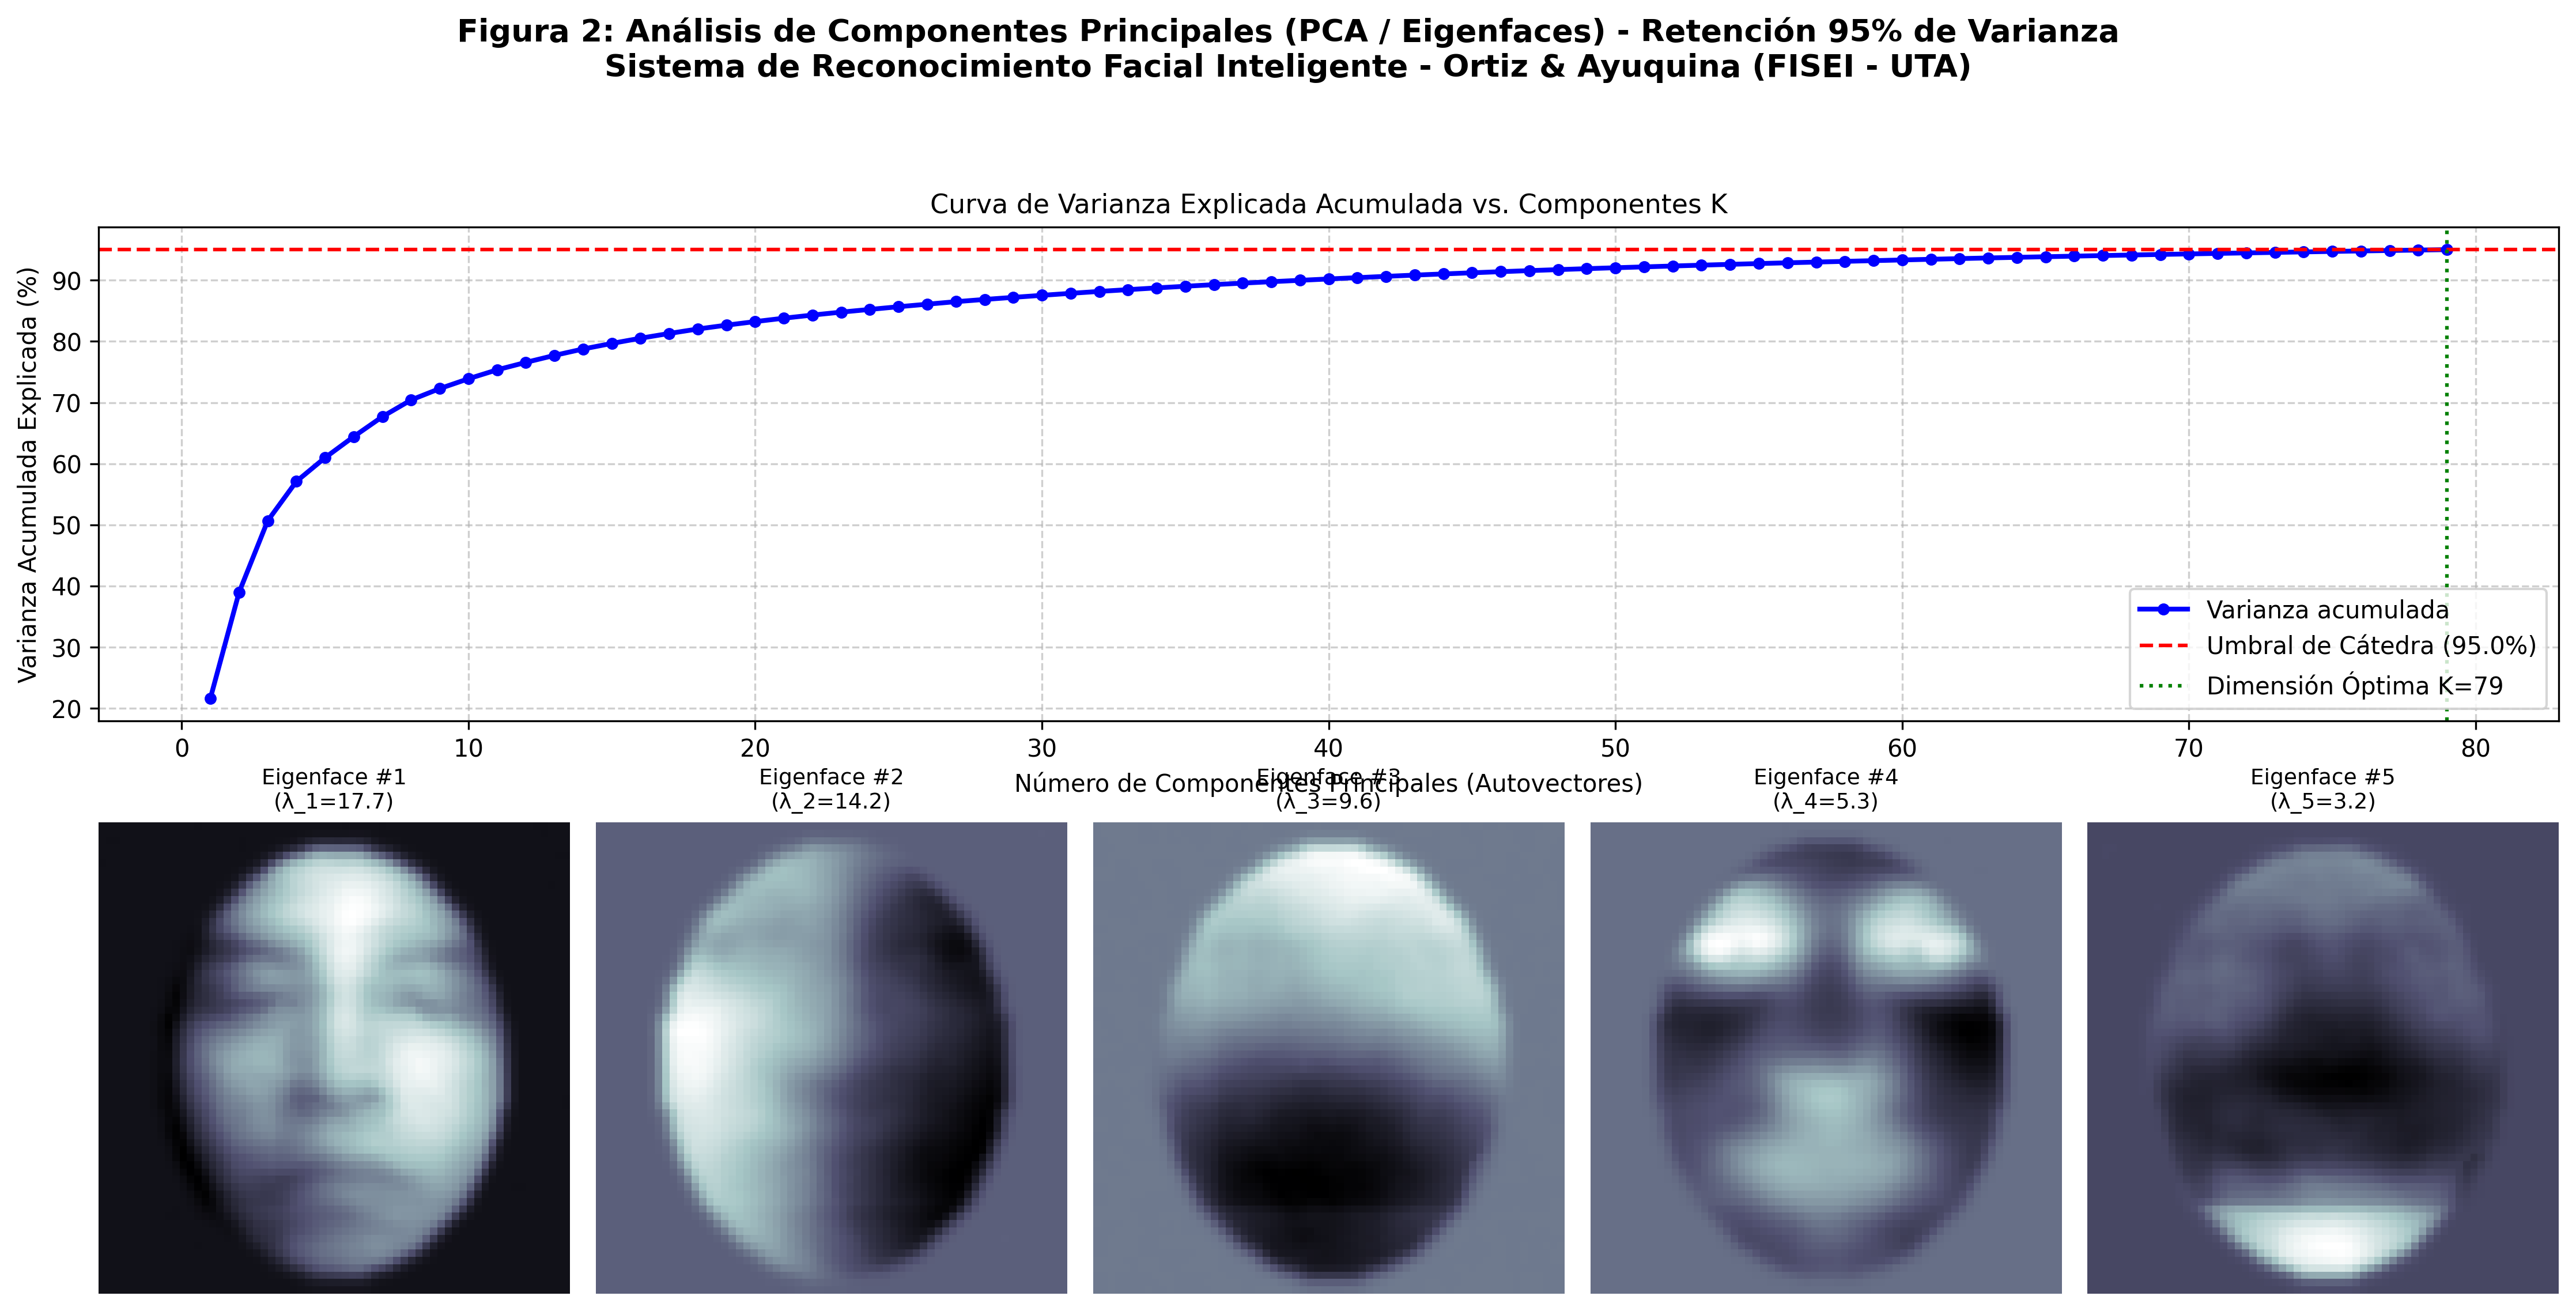 Figura 2: Análisis de Componentes Principales (PCA / Eigenfaces) - Retención 95% de Varianza
Sistema de Reconocimiento Facial Inteligente - Ortiz & Ayuquina (FISEI - UTA)
Curva de Varianza Explicada Acumulada vs. Componentes K
Varianza Acumulada Explicada (%)
90
80
70
60
50
40
30
20
Varianza acumulada
Umbral de Cátedra (95.0%)
Dimensión Óptima K=79
0 10 20 30 40 50 60 70 80
Número de Componentes Principales (Autovectores)
Eigenface #1
(λ_1=17.7)
Eigenface #2
(λ_2=14.2)
Eigenface #3
(λ_3=9.6)
Eigenface #4
(λ_4=5.3)
Eigenface #5
(λ_5=3.2)